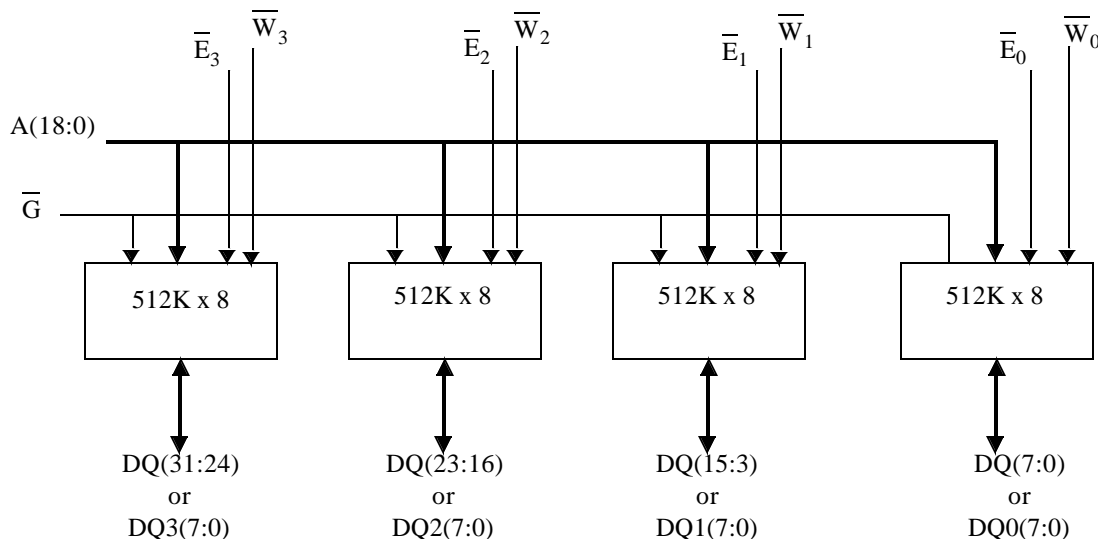 W̅3 W̅2 W̅1 W̅0
E̅3 E̅2 E̅1 E̅0
A(18:0)
G̅
512K x 8 512K x 8 512K x 8 512K x 8
DQ(31:24) DQ(23:16) DQ(15:3) DQ(7:0)
or or or or
DQ3(7:0) DQ2(7:0) DQ1(7:0) DQ0(7:0)